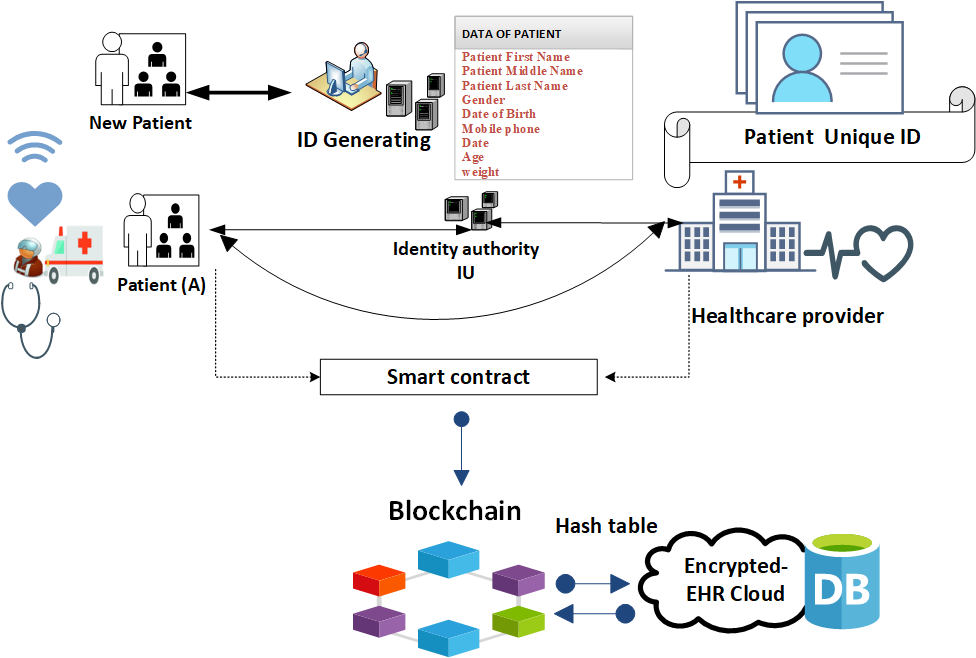 DATA OF PATIENT
Patient First Name
Patient Middle Name
Patient Last Name
Gender
Date of Birth
Mobile phone
Date
Age
weight
New Patient
ID Generating
Patient Unique ID
Identity authority
IU
Patient (A)
Healthcare provider
Smart contract
Blockchain
Hash table
Encrypted-
EHR Cloud
DB